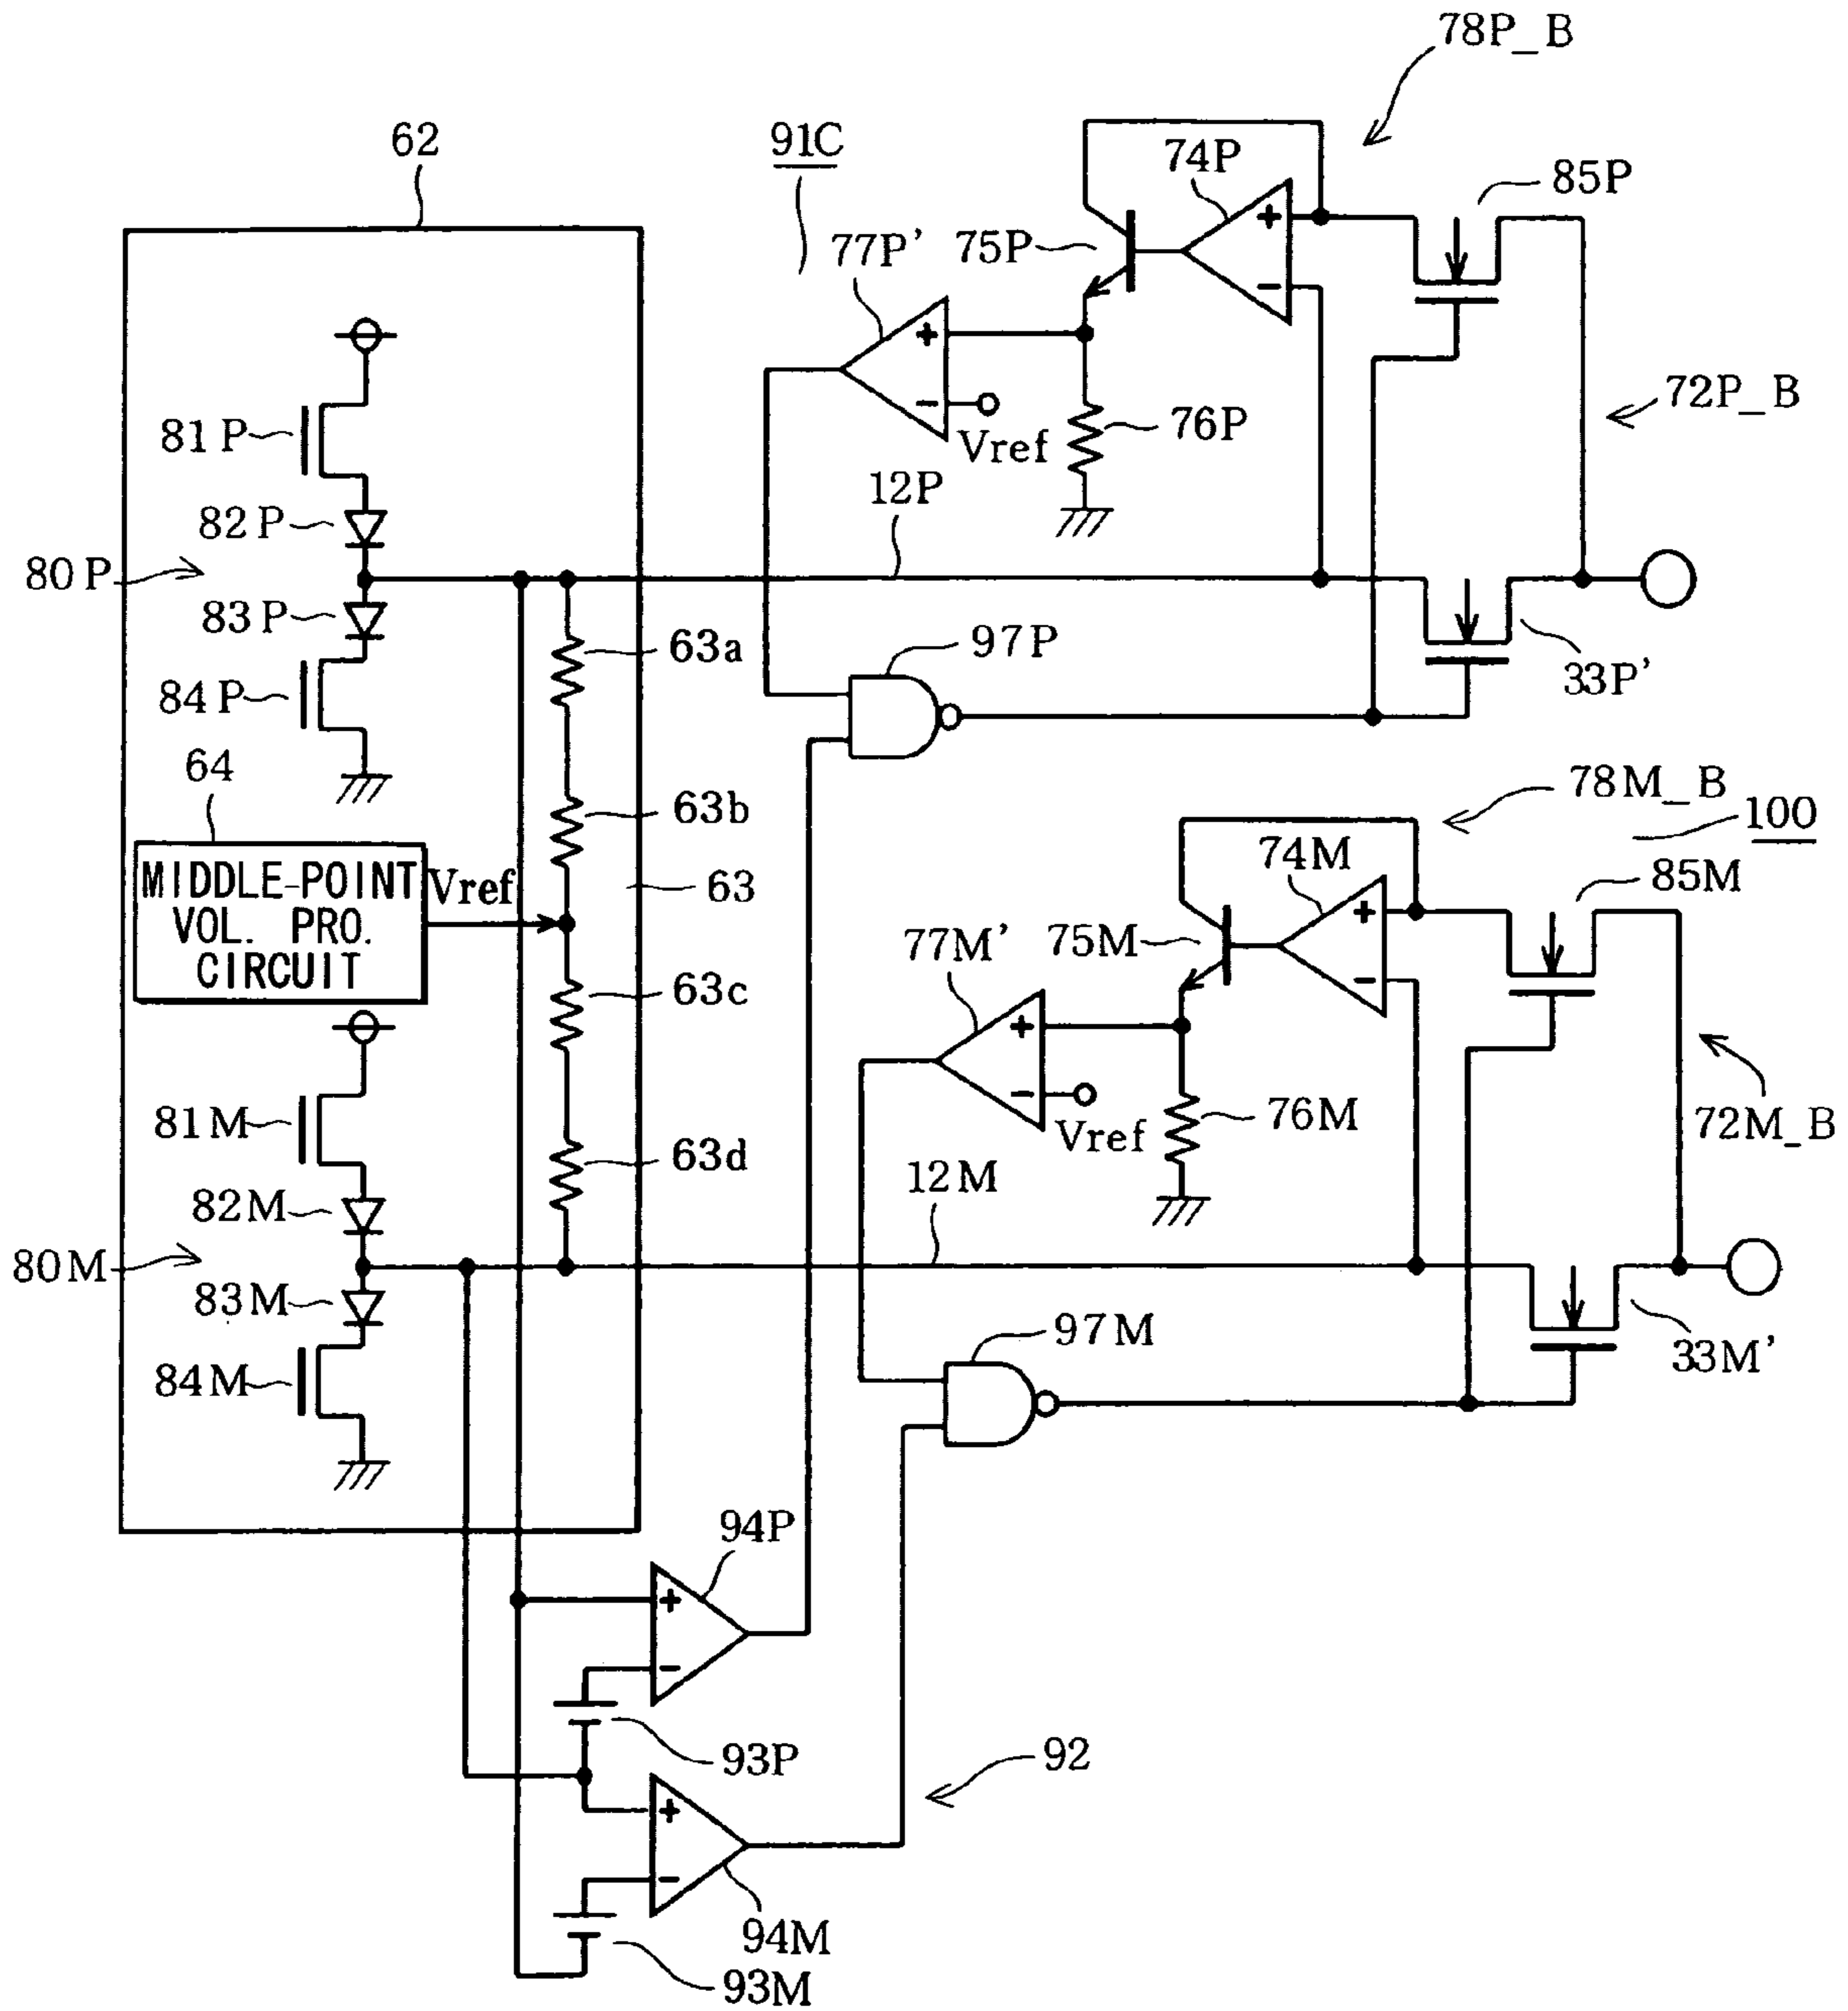 78P_B
62
91C
74P
85P
77P’
75P
72P_B
81P
+
−
+
−
Vref
76P
12P
82P
80P
83P
63a
97P
33P’
84P
64
78M_B
100
63b
74M
85M
MIDDLE-POINT
VOL. PRO.
CIRCUIT
Vref
63
77M’
75M
+
−
63c
+
−
Vref
76M
72M_B
81M
63d
12M
82M
80M
83M
97M
33M’
84M
94P
+
−
93P
92
+
−
94M
93M